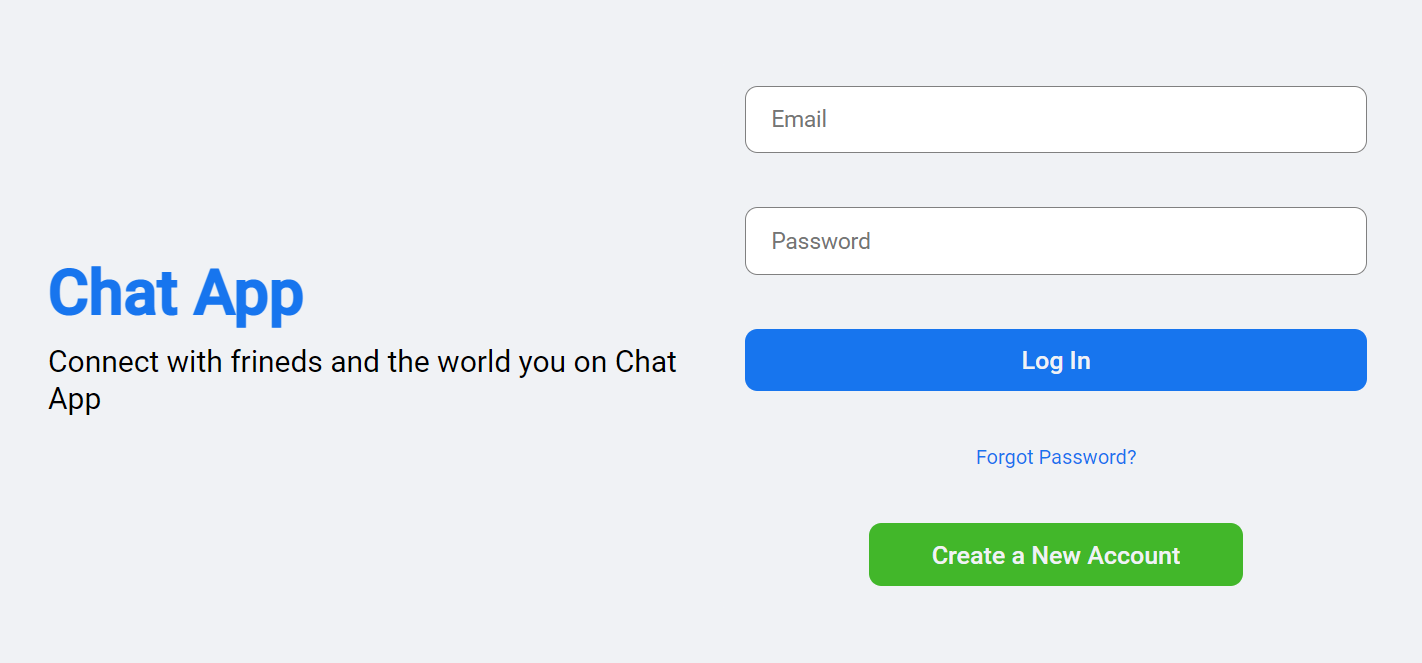 Chat App
Connect with frineds and the world you on Chat
App
Email
Password
Log In
Forgot Password?
Create a New Account